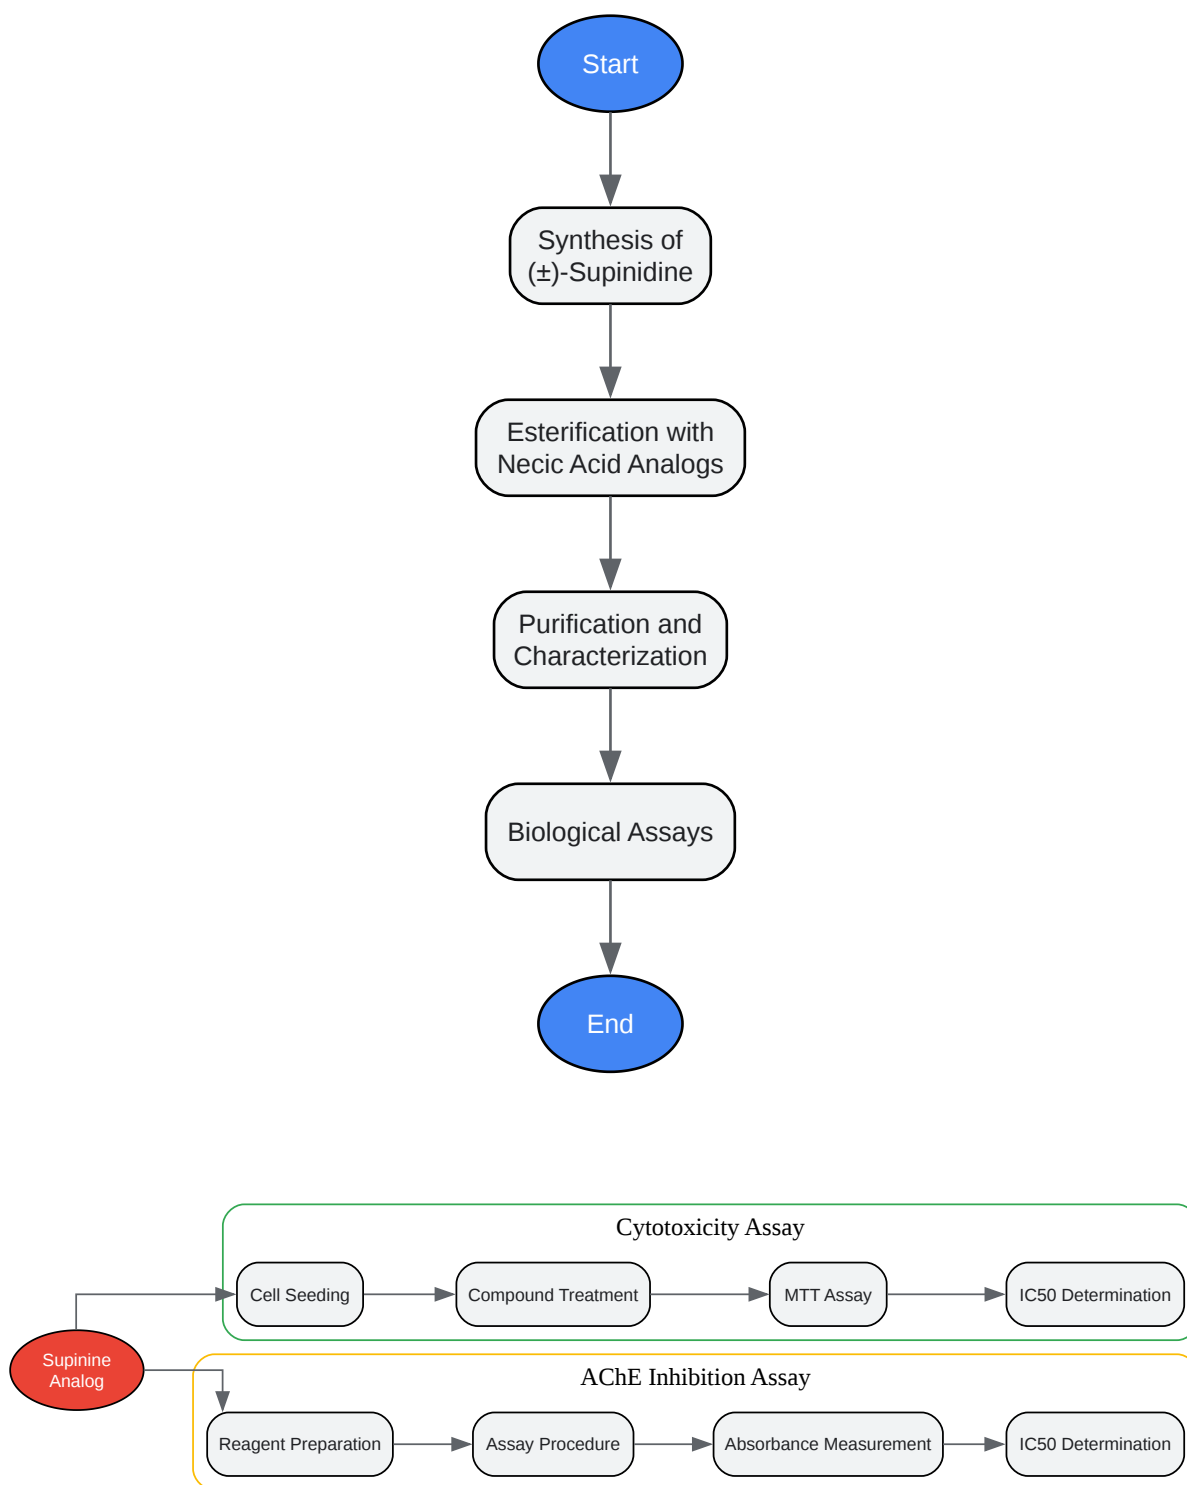 Start
Synthesis of
(±)-Supinidine
Esterification with
Necic Acid Analogs
Purification and
Characterization
Biological Assays
End
Cytotoxicity Assay
Cell Seeding
Compound Treatment
MTT Assay
IC50 Determination
Supinine
Analog
AChE Inhibition Assay
Reagent Preparation
Assay Procedure
Absorbance Measurement
IC50 Determination